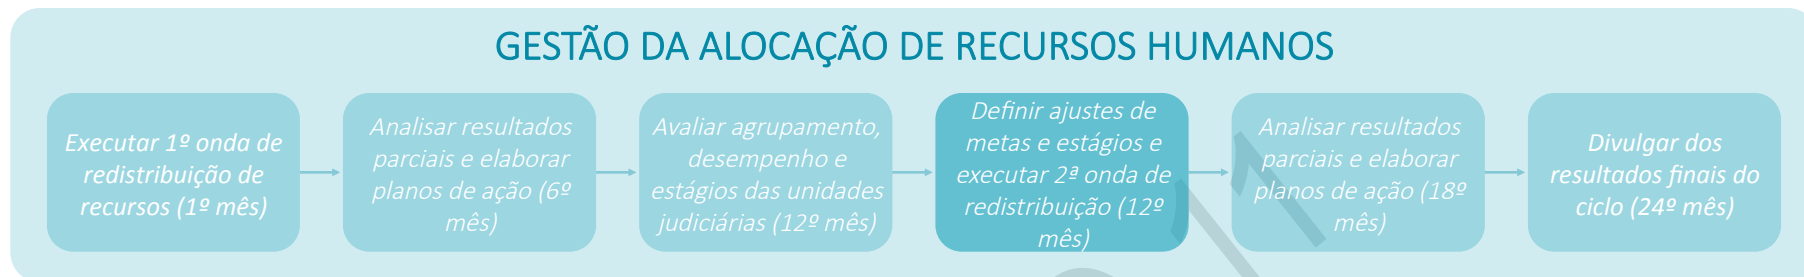 GESTÃO DA ALOCAÇÃO DE RECURSOS HUMANOS
Executar 1º onda de
redistribuição de
recursos (1º mês)
Analisar resultados
parciais e elaborar
planos de ação (6º
mês)
Avaliar agrupamento,
desempenho e
estágios das unidades
judiciárias (12º mês)
Definir ajustes de
metas e estágios e
executar 2ª onda de
redistribuição (12º
mês)
Analisar resultados
parciais e elaborar
planos de ação (18º
mês)
Divulgar dos
resultados finais do
ciclo (24º mês)